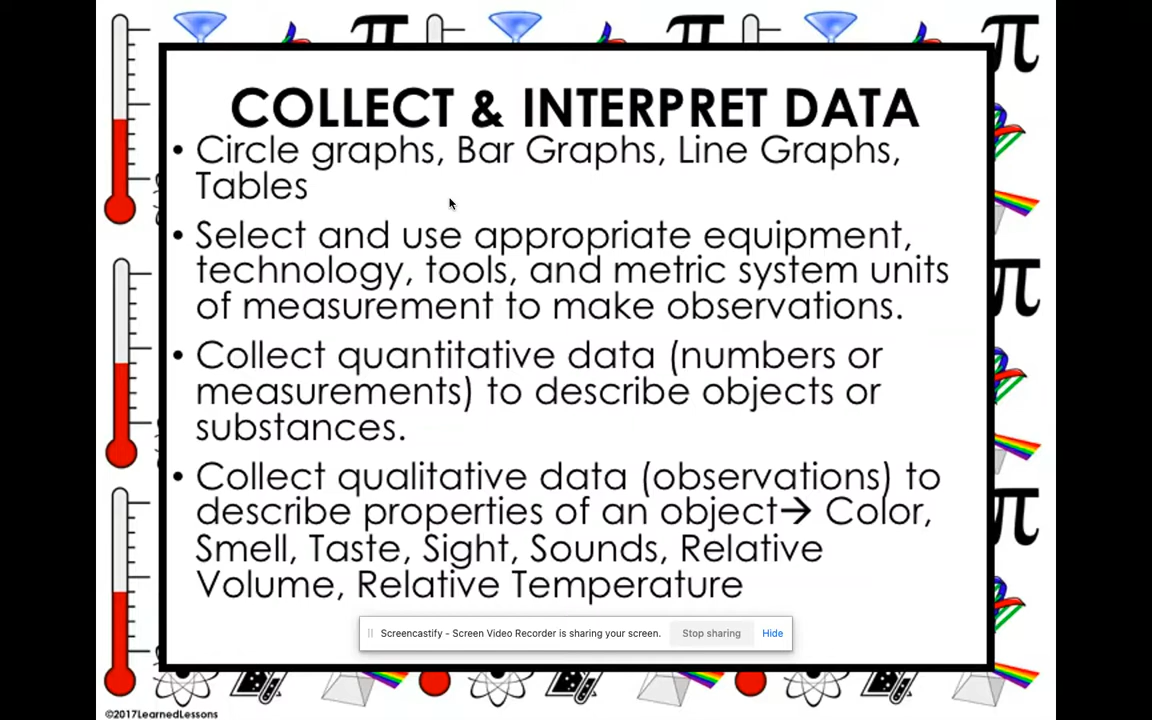 COLLECT & INTERPRET DATA
• Circle graphs, Bar Graphs, Line Graphs,
Tables
• Select and use appropriate equipment,
technology, tools, and metric system units
of measurement to make observations.
• Collect quantitative data (numbers or
measurements) to describe objects or
substances.
• Collect qualitative data (observations) to
describe properties of an object→ Color,
Smell, Taste, Sight, Sounds, Relative
Volume, Relative Temperature
Screencastify - Screen Video Recorder is sharing your screen. Stop sharing Hide
©2017LearnedLessons